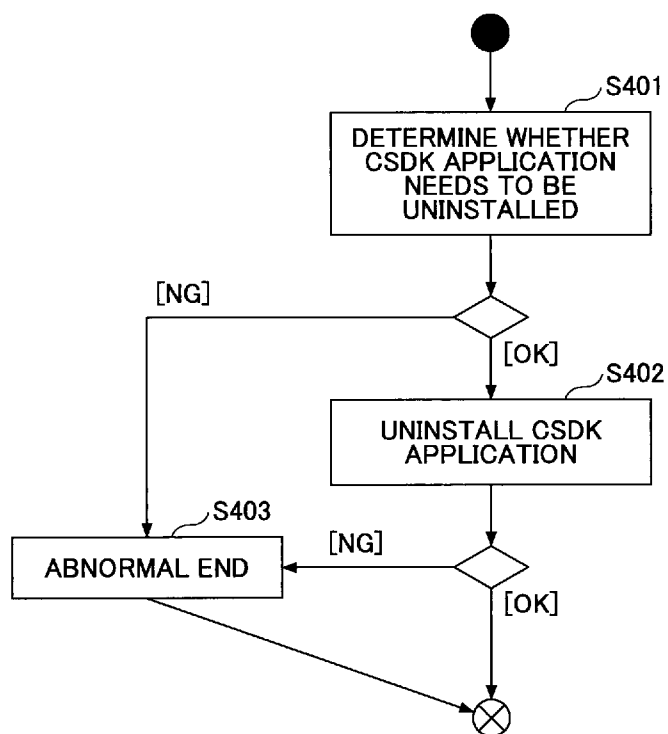 S401
DETERMINE WHETHER
CSDK APPLICATION
NEEDS TO BE
UNINSTALLED
[NG]
[OK]
S402
UNINSTALL CSDK
APPLICATION
S403
[NG]
ABNORMAL END
[OK]